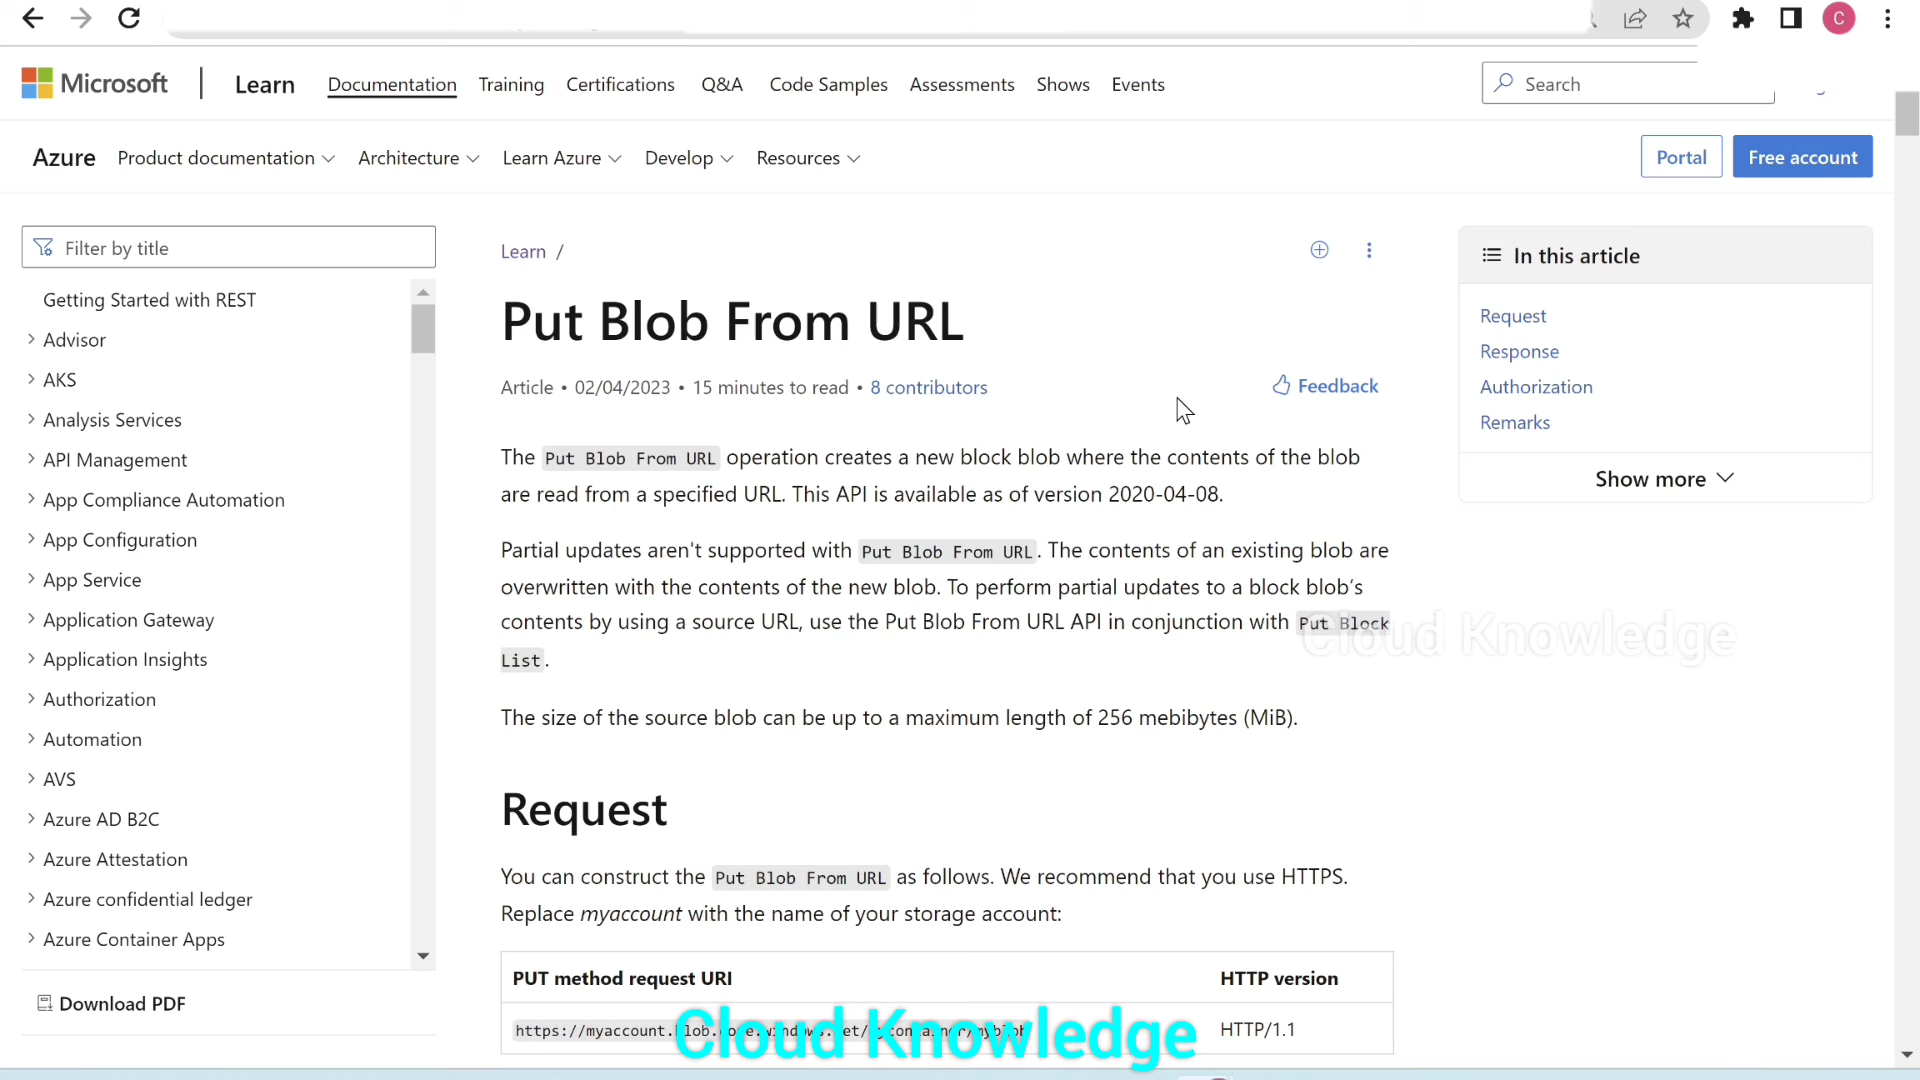 C
Microsoft
Learn
Documentation
Training
Certifications
Q&A
Code Samples
Assessments
Shows
Events
Search
Azure
Product documentation
Architecture
Learn Azure
Develop
Resources
Portal
Free account
Filter by title
Getting Started with REST
Advisor
AKS
Analysis Services
API Management
App Compliance Automation
App Configuration
App Service
Application Gateway
Application Insights
Authorization
Automation
AVS
Azure AD B2C
Azure Attestation
Azure confidential ledger
Azure Container Apps
Download PDF
Learn /
Put Blob From URL
Article • 02/04/2023 • 15 minutes to read • 8 contributors
Feedback
The Put Blob From URL operation creates a new block blob where the contents of the blob
are read from a specified URL. This API is available as of version 2020-04-08.
Partial updates aren't supported with Put Blob From URL. The contents of an existing blob are
overwritten with the contents of the new blob. To perform partial updates to a block blob’s
contents by using a source URL, use the Put Blob From URL API in conjunction with Put Block
List.
The size of the source blob can be up to a maximum length of 256 mebibytes (MiB).
Request
You can construct the Put Blob From URL as follows. We recommend that you use HTTPS.
Replace myaccount with the name of your storage account:
PUT method request URI
HTTP version
https://myaccount.blob.core.windows.net/mycontainer/myblob
HTTP/1.1
In this article
Request
Response
Authorization
Remarks
Show more
Cloud Knowledge
Cloud Knowledge